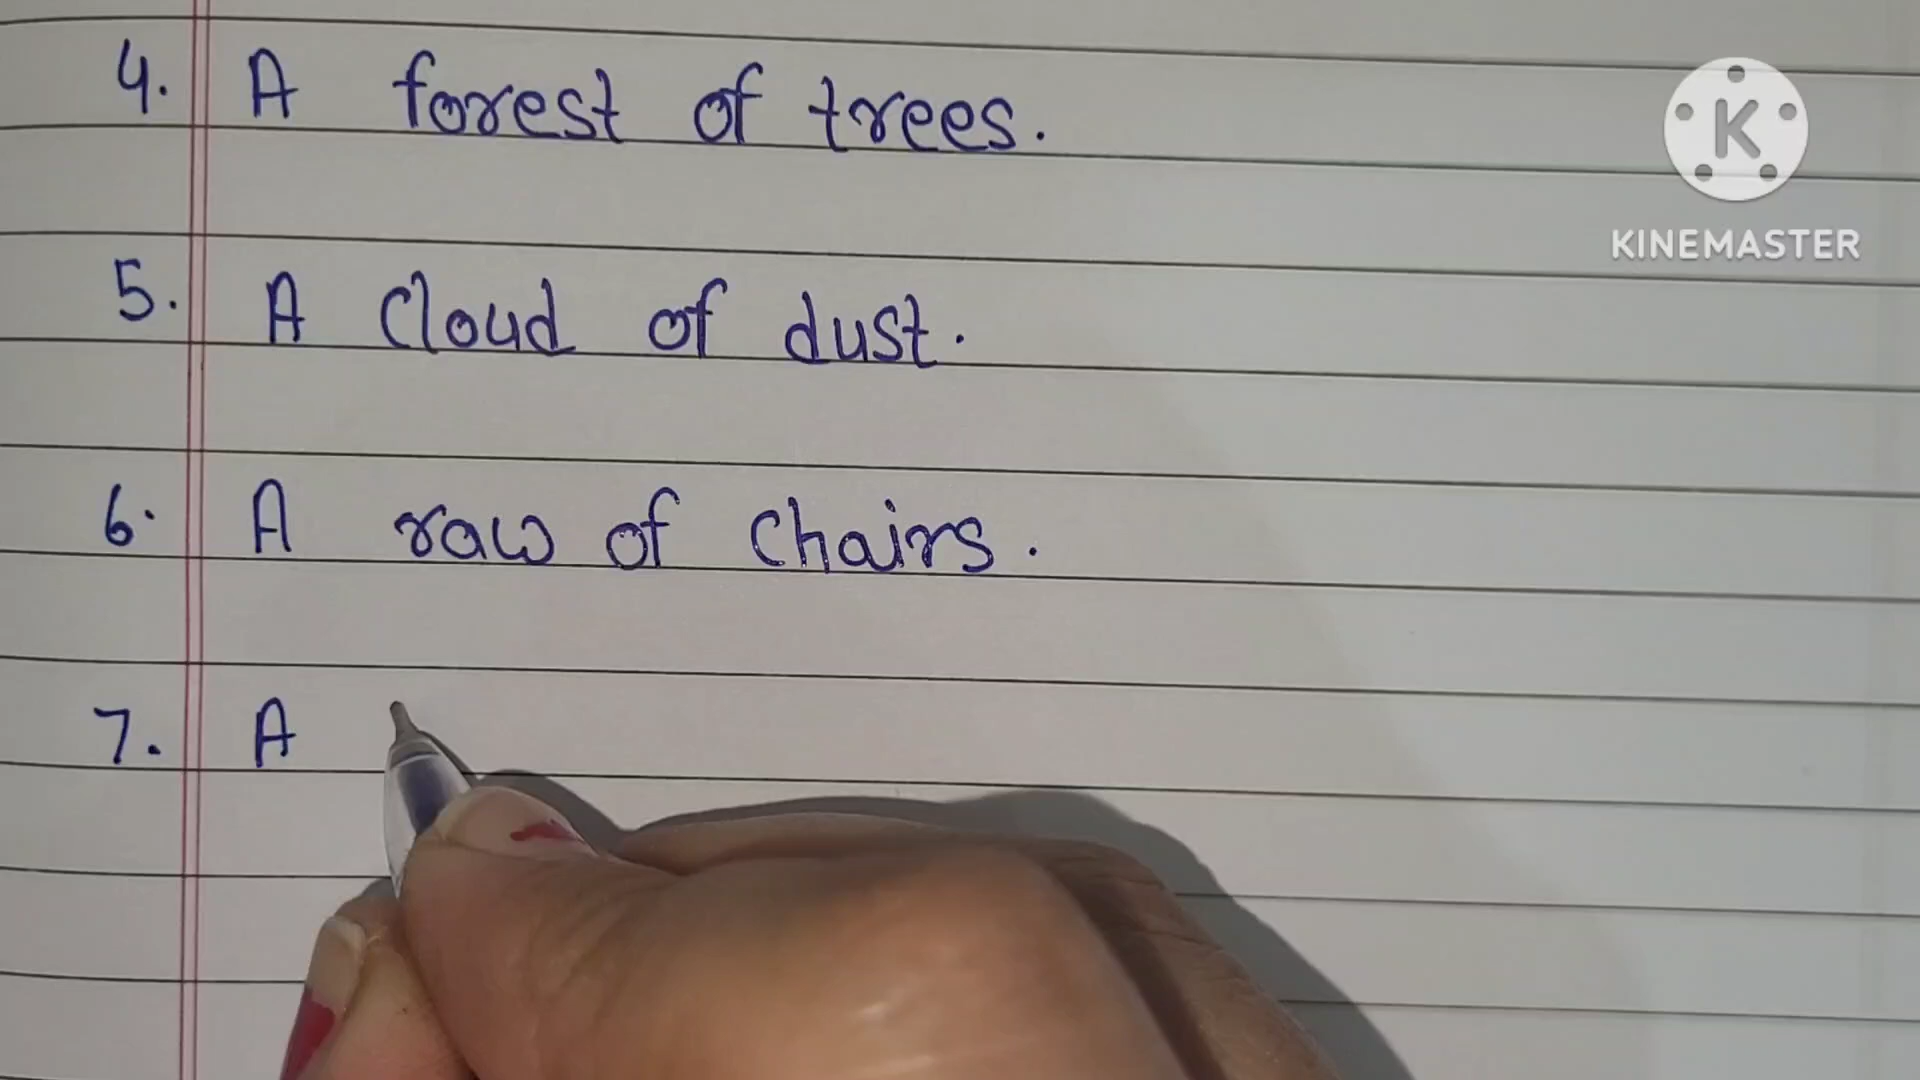 4. A forest of trees.
K
KINEMASTER
5. A Cloud of dust.
6. A raw of Chairs.
7. A